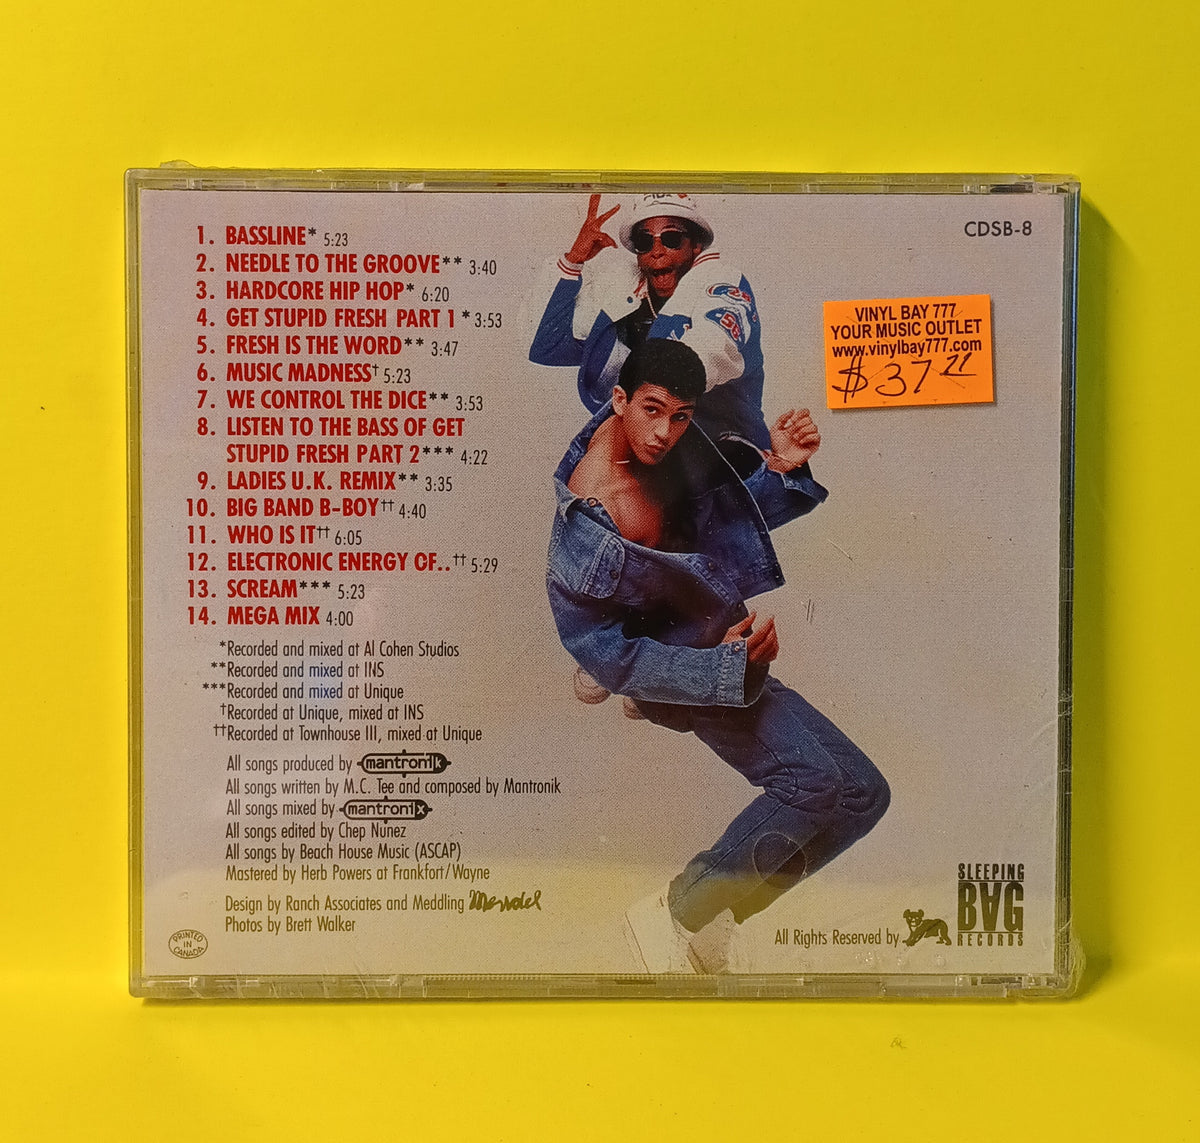 1. BASSLINE* 5:23
2. NEEDLE TO THE GROOVE** 3:40
3. HARDCORE HIP HOP* 6:20
4. GET STUPID FRESH PART 1* 3:53
5. FRESH IS THE WORD** 3:47
6. MUSIC MADNESS† 5:23
7. WE CONTROL THE DICE** 3:53
8. LISTEN TO THE BASS OF GET
STUPID FRESH PART 2*** 4:22
9. LADIES U.K. REMIX** 3:35
10. BIG BAND B-BOY†† 4:40
11. WHO IS IT†† 6:05
12. ELECTRONIC ENERGY OF..†† 5:29
13. SCREAM*** 5:23
14. MEGA MIX 4:00
*Recorded and mixed at Al Cohen Studios
**Recorded and mixed at INS
***Recorded and mixed at Unique
†Recorded at Unique, mixed at INS
††Recorded at Townhouse III, mixed at Unique
All songs produced by mantronik
All songs written by M.C. Tee and composed by Mantronik
All songs mixed by mantronix
All songs edited by Chep Nuñez
All songs by Beach House Music (ASCAP)
Mastered by Herb Powers at Frankfort/Wayne
Design by Ranch Associates and Meddling
Photos by Brett Walker
PRINTED
IN
CANADA
CDSB-8
VINYL BAY 777
YOUR MUSIC OUTLET
www.vinylbay777.com
All Rights Reserved by
SLEEPING
BAG
RECORDS